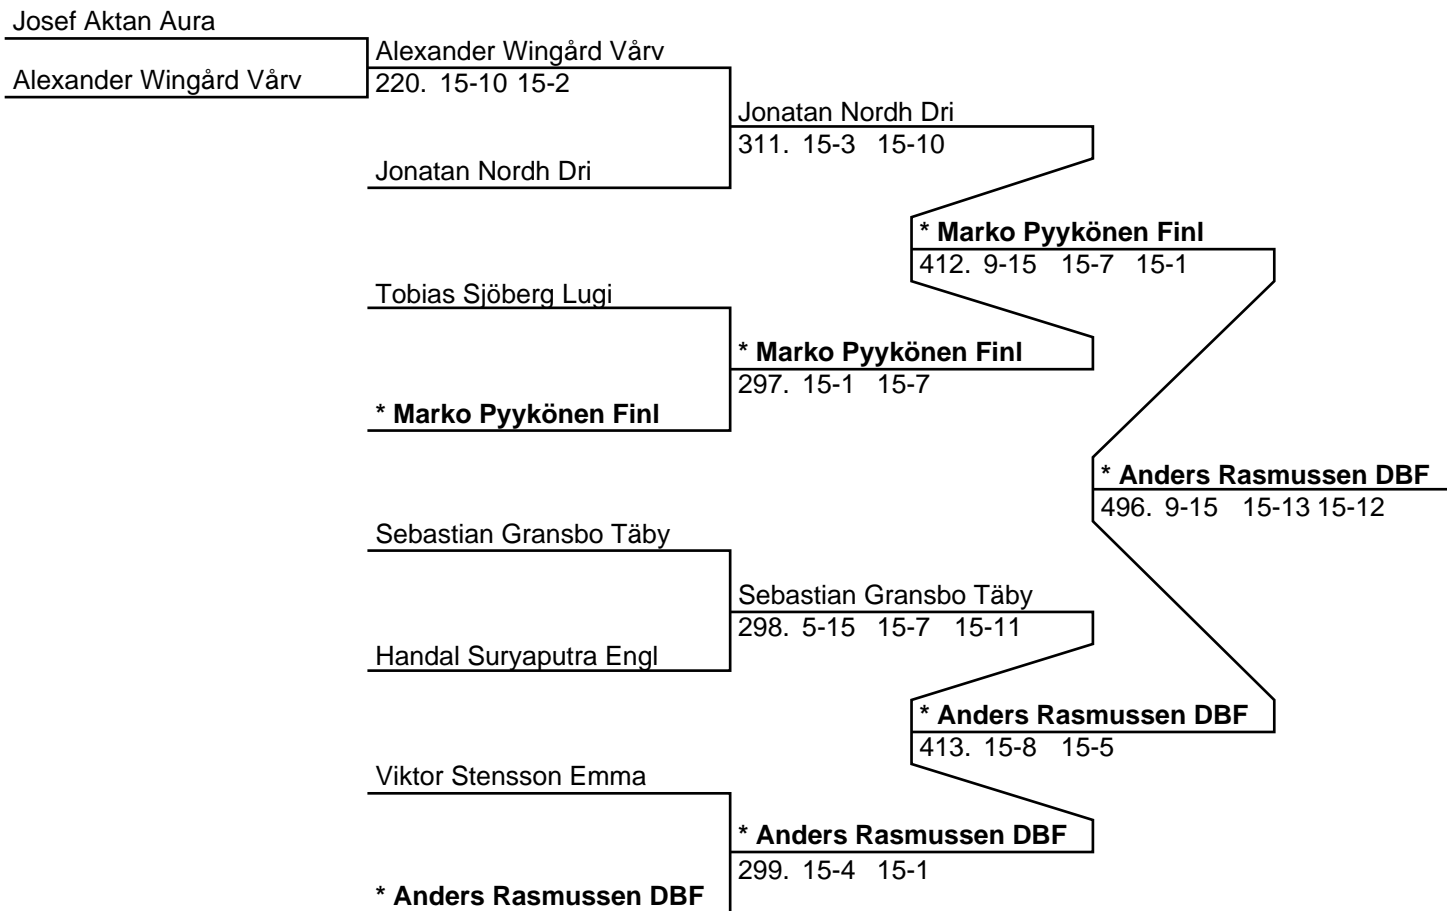 Josef Aktan Aura
Alexander Wingård Vårv
Alexander Wingård Vårv
220. 15-10 15-2
Jonatan Nordh Dri
311. 15-3 15-10
Jonatan Nordh Dri
* Marko Pyykönen Finl
412. 9-15 15-7 15-1
Tobias Sjöberg Lugi
* Marko Pyykönen Finl
297. 15-1 15-7
* Marko Pyykönen Finl
* Anders Rasmussen DBF
496. 9-15 15-13 15-12
Sebastian Gransbo Täby
Sebastian Gransbo Täby
298. 5-15 15-7 15-11
Handal Suryaputra Engl
* Anders Rasmussen DBF
413. 15-8 15-5
Viktor Stensson Emma
* Anders Rasmussen DBF
299. 15-4 15-1
* Anders Rasmussen DBF